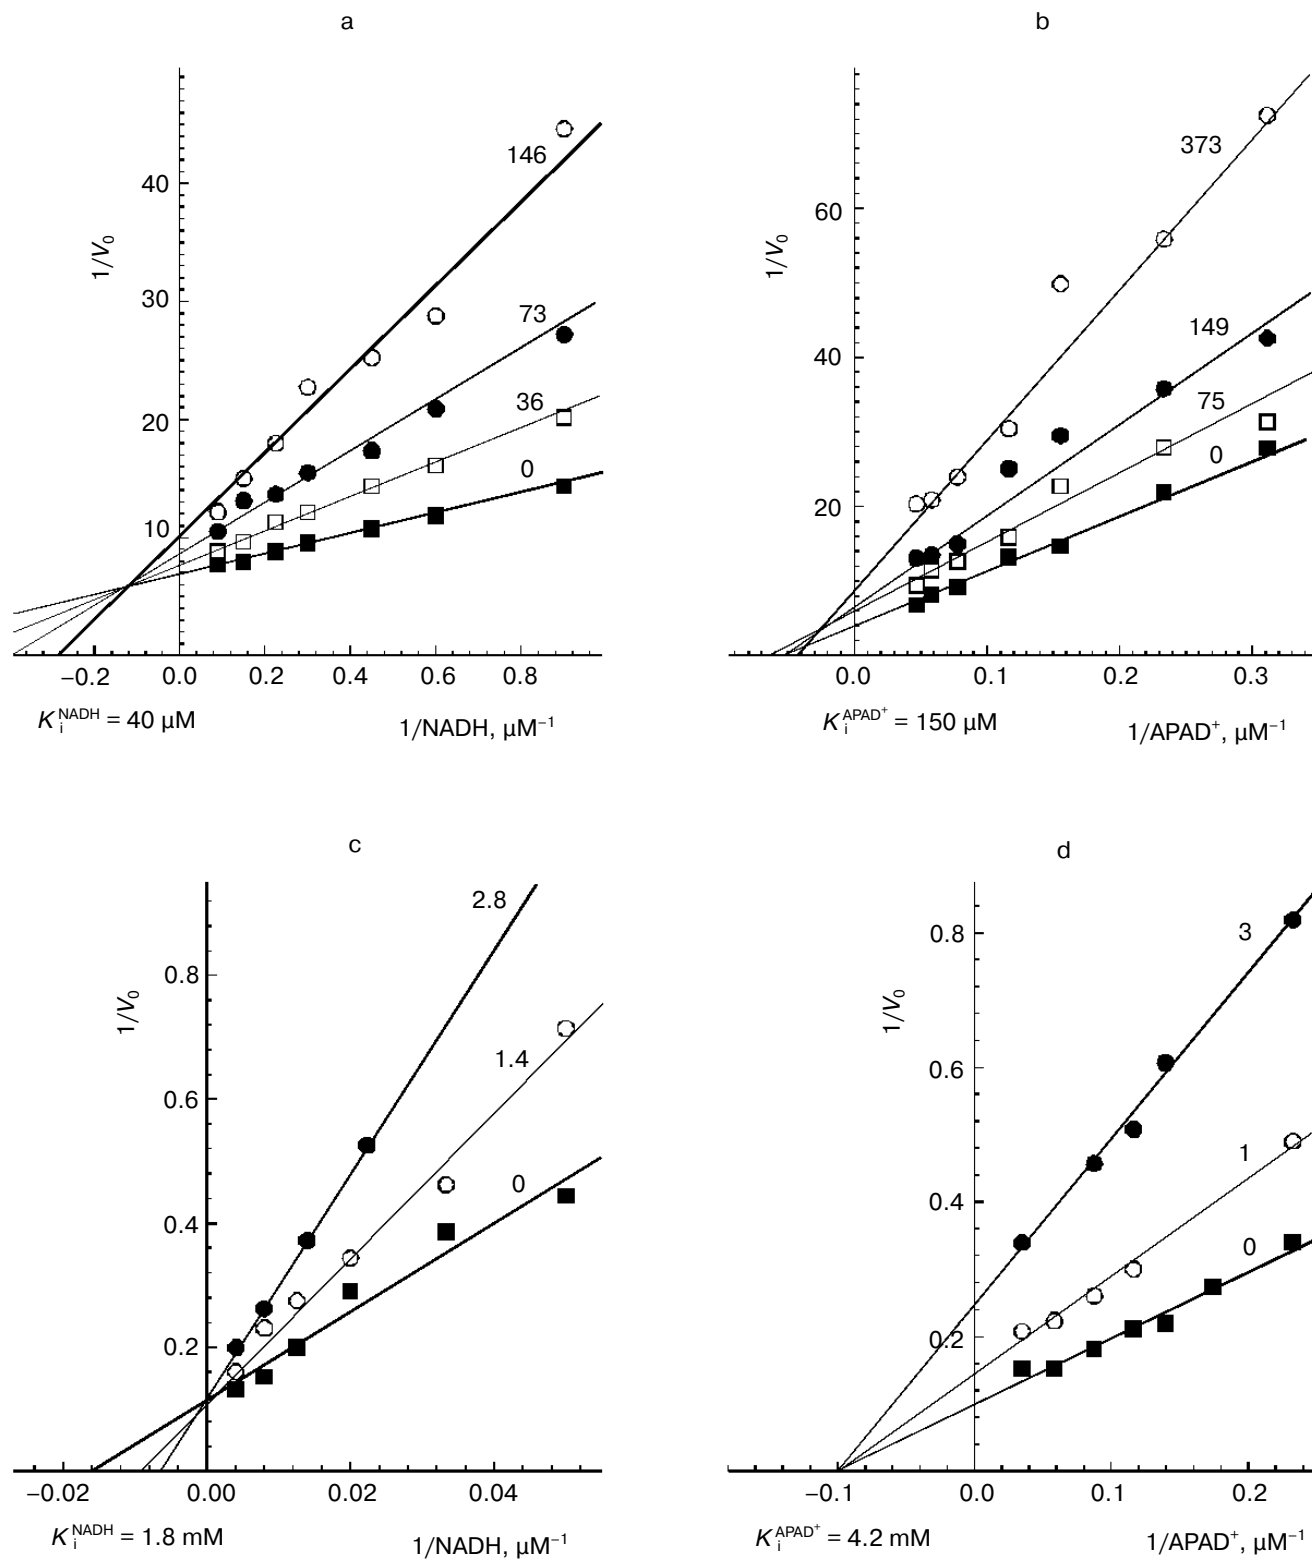 a
146
40
1/V₀
30
73
36
20
0
10
−0.2 0.0 0.2 0.4 0.6 0.8
K i NADH = 40 µM
1/NADH, µM⁻¹
b
373
60
1/V₀
149
40
75
0
20
0.0 0.1 0.2 0.3
K i APAD⁺ = 150 µM
1/APAD⁺, µM⁻¹
c
2.8
0.8
1/V₀
1.4
0.6
0
0.4
0.2
−0.02 0.00 0.02 0.04
K i NADH = 1.8 mM
1/NADH, µM⁻¹
d
3
0.8
1/V₀
0.6
1
0.4
0
0.2
−0.1 0.0 0.1 0.2
K i APAD⁺ = 4.2 mM
1/APAD⁺, µM⁻¹